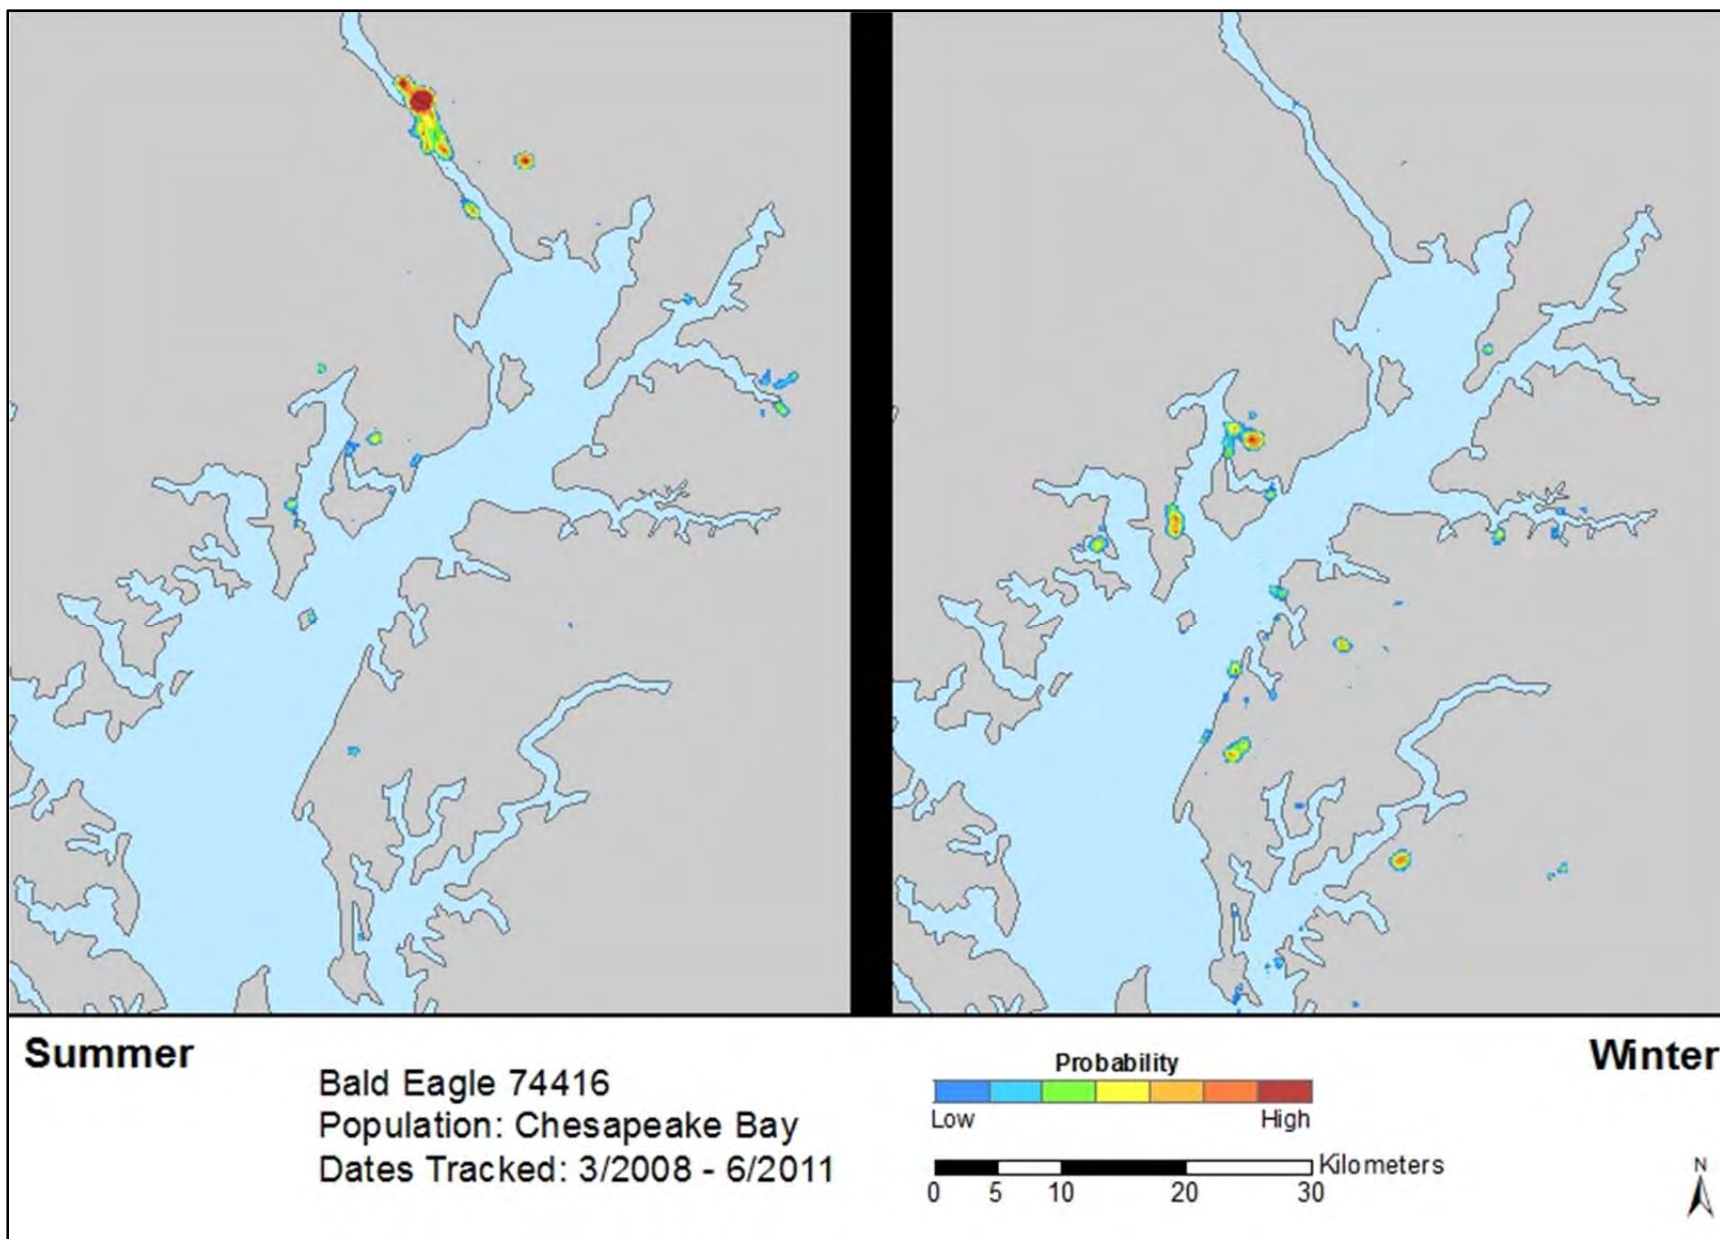 Summer
Winter
Bald Eagle 74416
Population: Chesapeake Bay
Dates Tracked: 3/2008 - 6/2011
Probability
Low
High
Kilometers
0 5 10 20 30
N